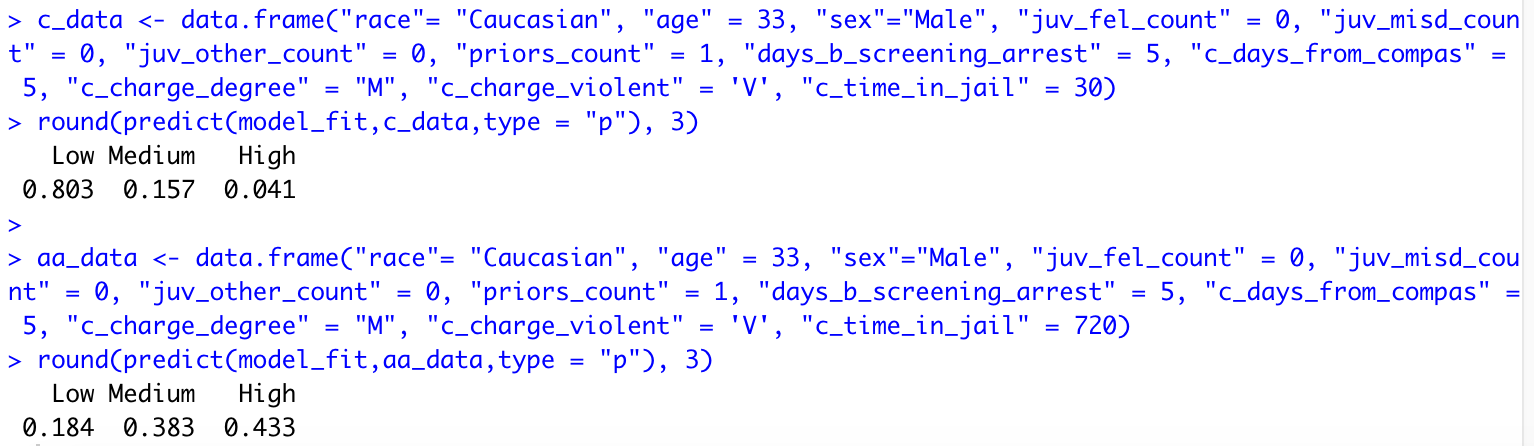 > c_data <- data.frame("race"= "Caucasian", "age" = 33, "sex"="Male", "juv_fel_count" = 0, "juv_misd_coun
t" = 0, "juv_other_count" = 0, "priors_count" = 1, "days_b_screening_arrest" = 5, "c_days_from_compas" =
 5, "c_charge_degree" = "M", "c_charge_violent" = 'V', "c_time_in_jail" = 30)
> round(predict(model_fit,c_data,type = "p"), 3)
   Low Medium   High
 0.803  0.157  0.041
>
> aa_data <- data.frame("race"= "Caucasian", "age" = 33, "sex"="Male", "juv_fel_count" = 0, "juv_misd_cou
nt" = 0, "juv_other_count" = 0, "priors_count" = 1, "days_b_screening_arrest" = 5, "c_days_from_compas" =
 5, "c_charge_degree" = "M", "c_charge_violent" = 'V', "c_time_in_jail" = 720)
> round(predict(model_fit,aa_data,type = "p"), 3)
   Low Medium   High
 0.184  0.383  0.433